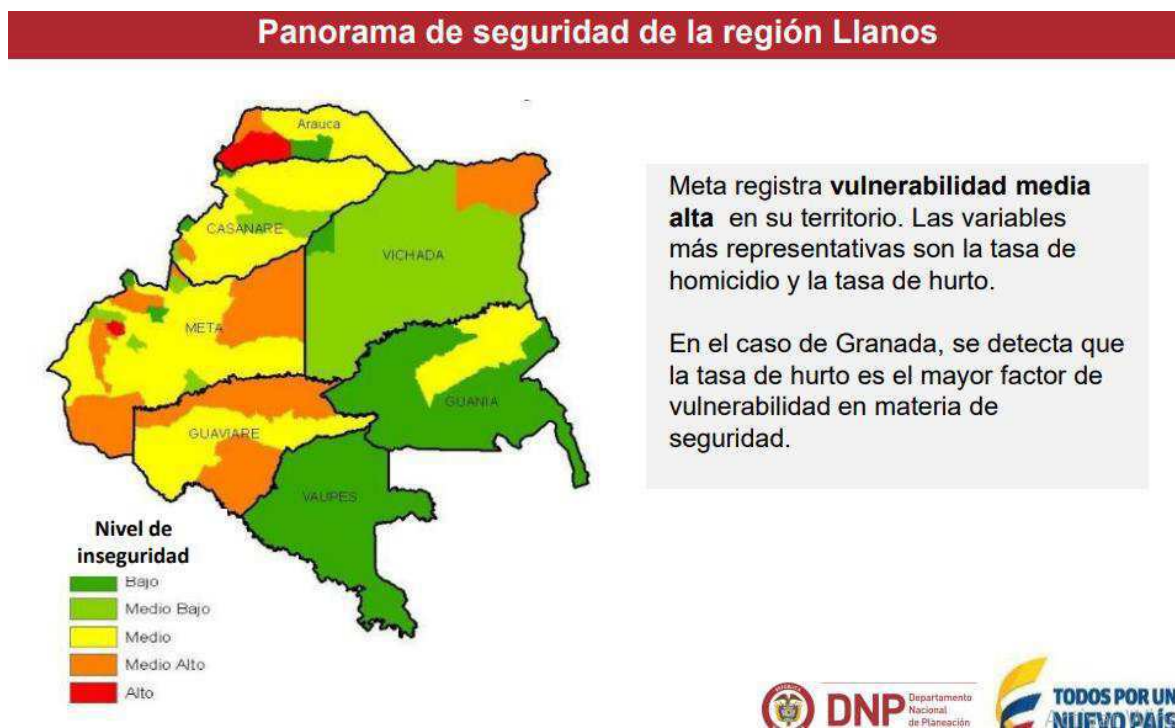 Panorama de seguridad de la región Llanos
Arauca
CASANARE
VICHADA
META
GUANIA
GUAVIARE
VAUPES
Meta registra vulnerabilidad media
alta en su territorio. Las variables
más representativas son la tasa de
homicidio y la tasa de hurto.
En el caso de Granada, se detecta que
la tasa de hurto es el mayor factor de
vulnerabilidad en materia de
seguridad.
Nivel de
inseguridad
Bajo
Medio Bajo
Medio
Medio Alto
Alto
DNP
Departamento
Nacional
de Planeación
TODOS POR UN
NUEVO PAÍS